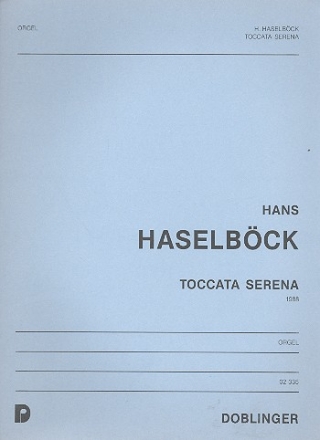 ORGEL
H. HASELBÖCK
TOCCATA SERENA
HANS
HASELBÖCK
TOCCATA SERENA
ORGEL
DOBLINGER